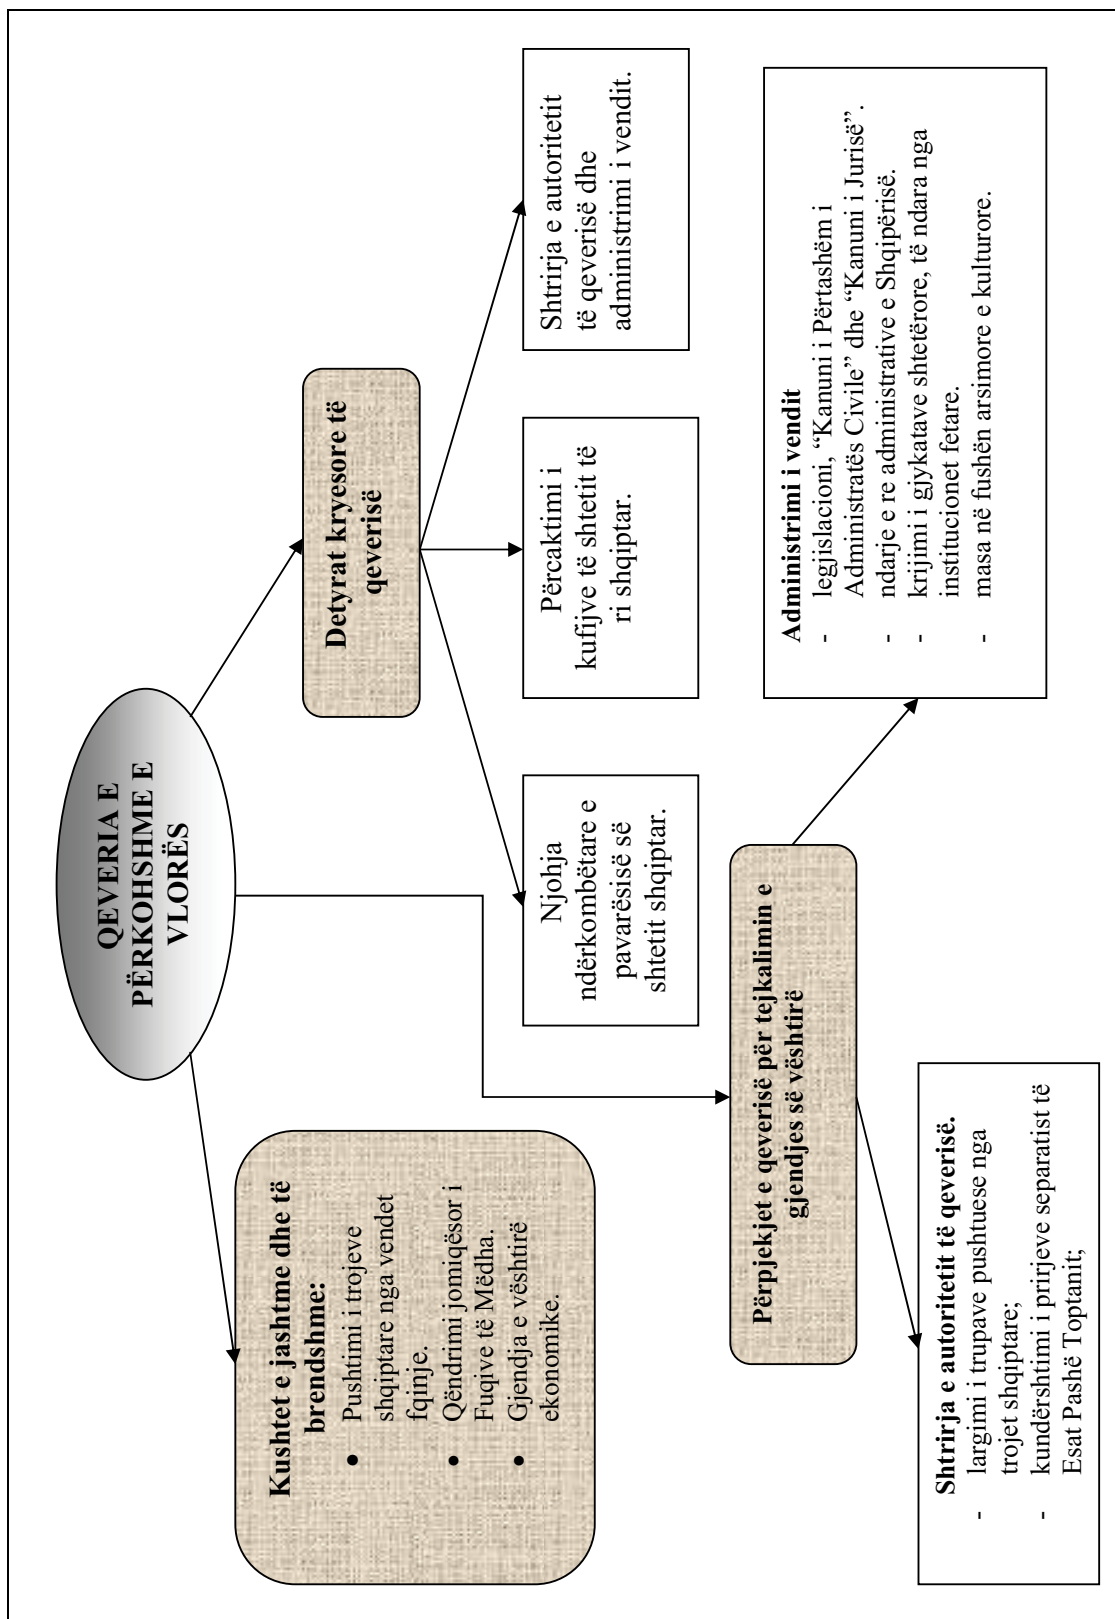 QEVERIA E
PËRKOHSHME E
VLORËS
Kushtet e jashtme dhe të
brendshme:
• Pushtimi i trojeve
shqiptare nga vendet
fqinje.
• Qëndrimi jomiqësor i
Fuqive të Mëdha.
• Gjendja e vështirë
ekonomike.
Detyrat kryesore të
qeverisë
Njohja
ndërkombëtare e
pavarësisë së
shtetit shqiptar.
Përcaktimi i
kufijve të shtetit të
ri shqiptar.
Shtrirja e autoritetit
të qeverisë dhe
administrimi i vendit.
Përpjekjet e qeverisë për tejkalimin e
gjendjes së vështirë
Shtrirja e autoritetit të qeverisë.
- largimi i trupave pushtuese nga
trojet shqiptare;
- kundërshtimi i prirjeve separatist të
Esat Pashë Toptanit;
Administrimi i vendit
- legjislacioni, “Kanuni i Përtashëm i
Administratës Civile” dhe “Kanuni i Jurisë”.
- ndarje e re administrative e Shqipërisë.
- krijimi i gjykatave shtetërore, të ndara nga
institucionet fetare.
- masa në fushën arsimore e kulturore.